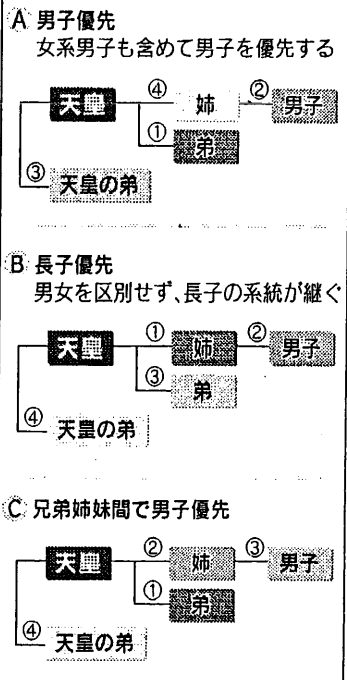 A 男子優先
女系男子も含めて男子を優先する
天皇 ④ 姉 ② 男子
① 弟
③ 天皇の弟
B 長子優先
男女を区別せず、長子の系統が継ぐ
天皇 ① 姉 ② 男子
③ 弟
④ 天皇の弟
C 兄弟姉妹間で男子優先
天皇 ② 姉 ③ 男子
① 弟
④ 天皇の弟